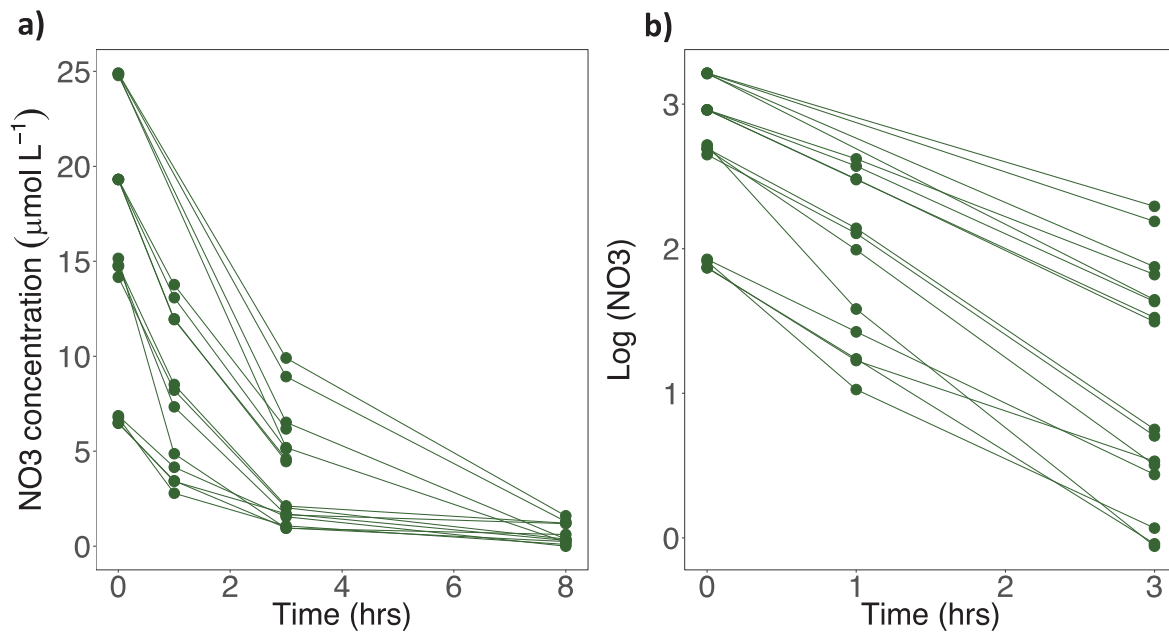 a)
NO3 concentration (μmol L⁻¹)
25
20
15
10
5
0
0 2 4 6 8
Time (hrs)
b)
Log (NO3)
3
2
1
0
0 1 2 3
Time (hrs)